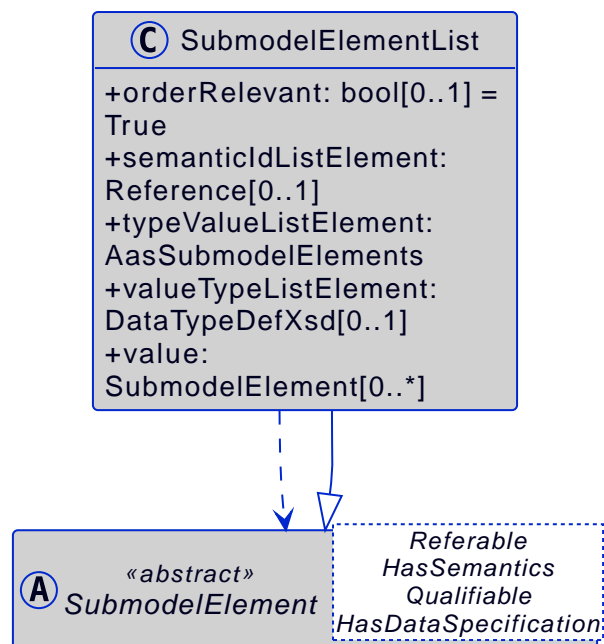 C SubmodelElementList
+orderRelevant: bool[0..1] =
True
+semanticIdListElement:
Reference[0..1]
+typeValueListElement:
AasSubmodelElements
+valueTypeListElement:
DataTypeDefXsd[0..1]
+value:
SubmodelElement[0..*]
Referable
HasSemantics
Qualifiable
HasDataSpecification
A
«abstract»
SubmodelElement